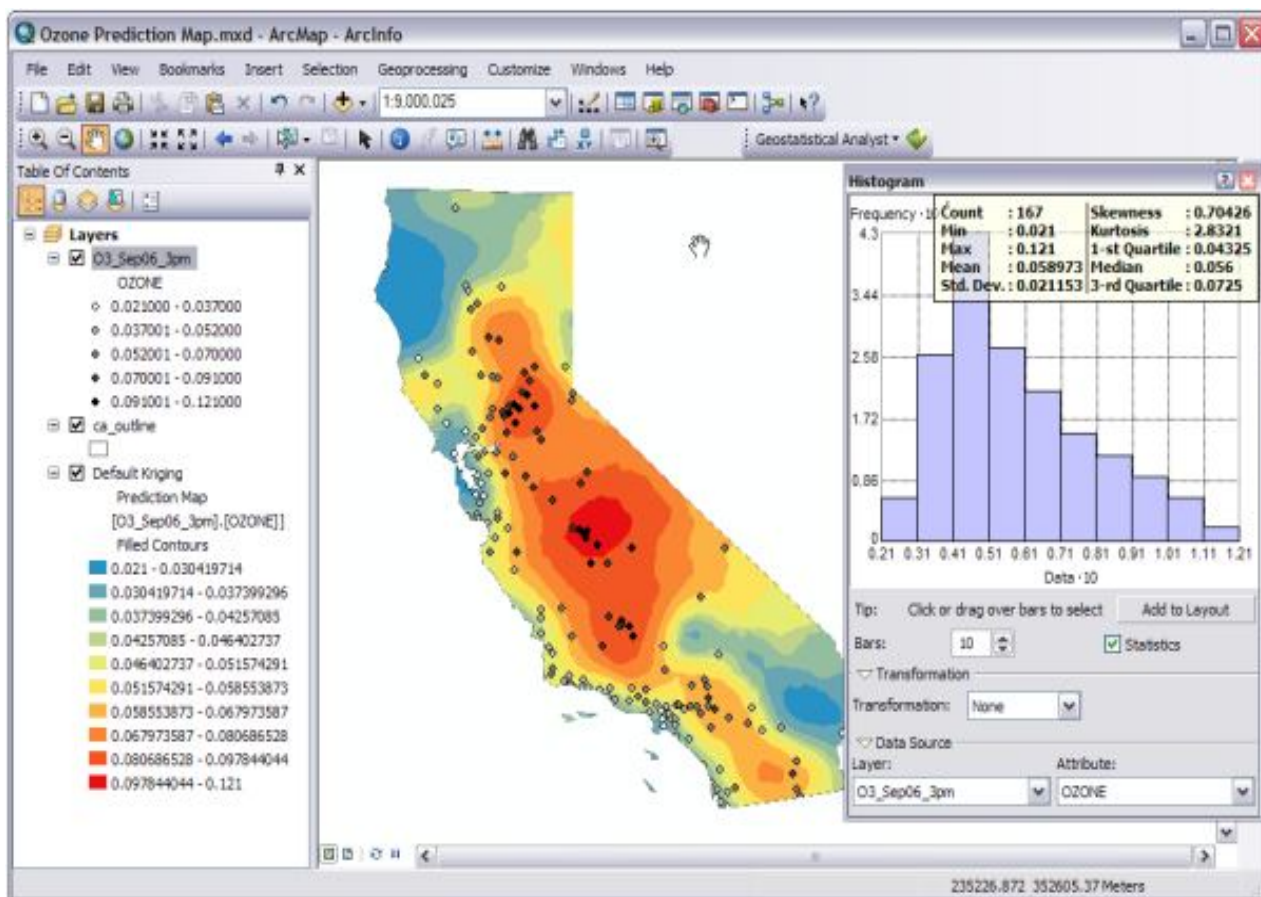 Ozone Prediction Map.mxd - ArcMap - ArcInfo
File Edit View Bookmarks Insert Selection Geoprocessing Customize Windows Help
1:9.000.025
Geostatistical Analyst
Table Of Contents
Layers
O3_Sep06_3pm
OZONE
0.021000 - 0.037000
0.037001 - 0.052000
0.052001 - 0.070000
0.070001 - 0.091000
0.091001 - 0.121000
ca_outline
Default Kriging
Prediction Map
[O3_Sep06_3pm].[OZONE]]
Filled Contours
0.021 - 0.030419714
0.030419714 - 0.037399296
0.037399296 - 0.04257085
0.04257085 - 0.046402737
0.046402737 - 0.051574291
0.051574291 - 0.058553873
0.058553873 - 0.067973587
0.067973587 - 0.080686528
0.080686528 - 0.097844044
0.097844044 - 0.121
Histogram
Frequency
Count : 167 Skewness : 0.70426
Min : 0.021 Kurtosis : 2.8321
Max : 0.121 1-st Quartile : 0.04325
Mean : 0.058973 Median : 0.056
Std. Dev. : 0.021153 3-rd Quartile : 0.0725
4.3
3.44
2.58
1.72
0.86
0
0.21 0.31 0.41 0.51 0.61 0.71 0.81 0.91 1.01 1.11 1.21
Data · 10
Tip: Click or drag over bars to select Add to Layout
Bars: 10 Statistics
Transformation
Transformation: None
Data Source
Layer: Attribute:
O3_Sep06_3pm OZONE
235226.872 352605.37 Meters